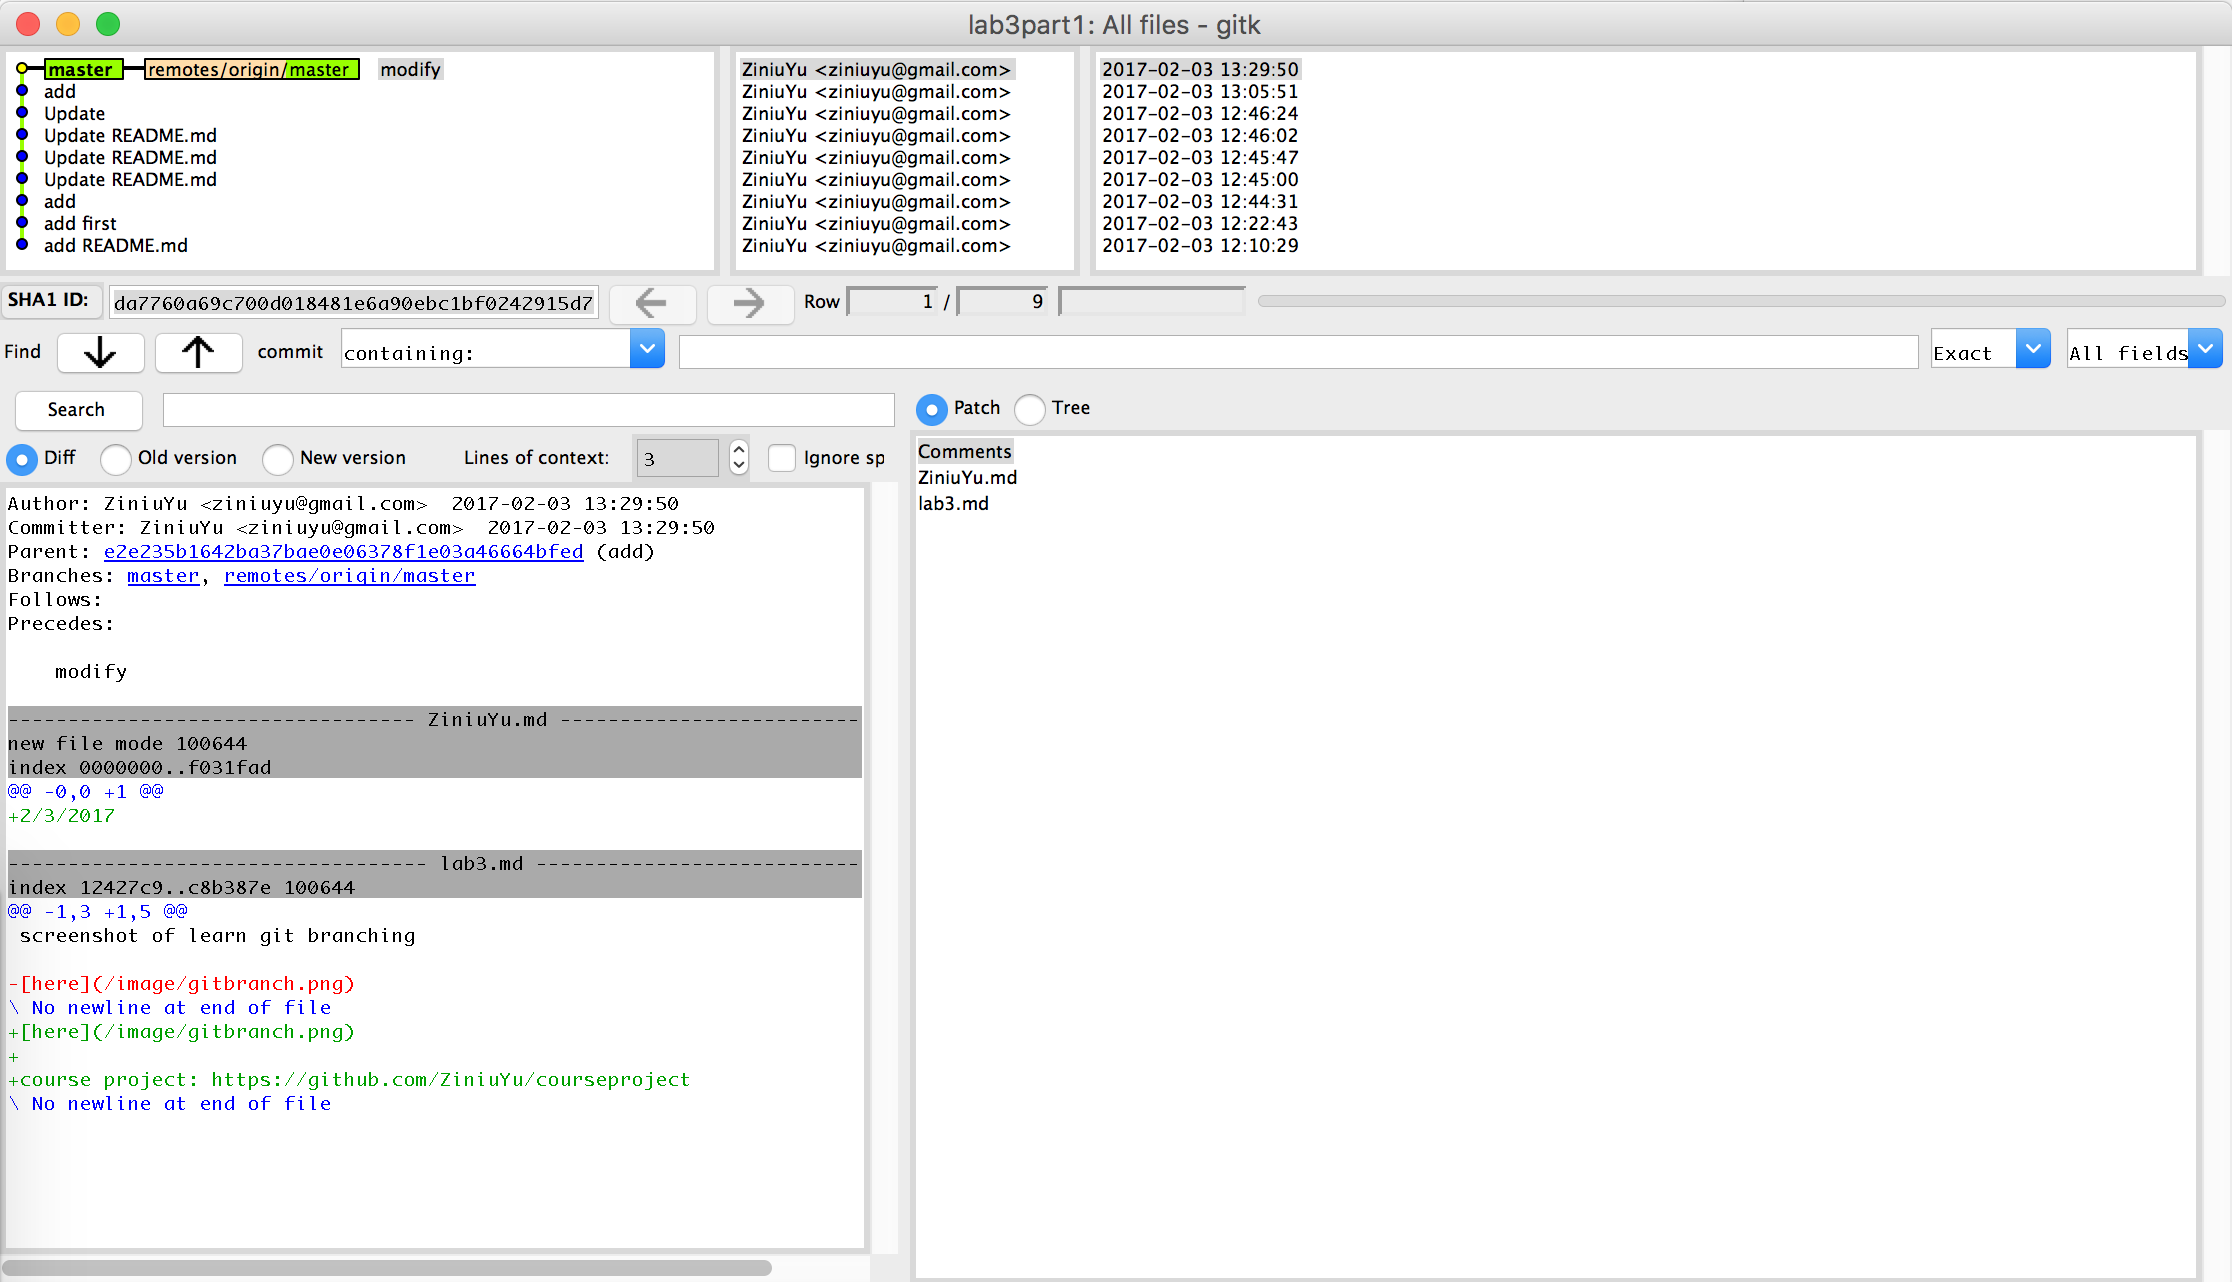 lab3part1: All files - gitk
master remotes/origin/master modify ZiniuYu <ziniuyu@gmail.com> 2017-02-03 13:29:50
add ZiniuYu <ziniuyu@gmail.com> 2017-02-03 13:05:51
Update ZiniuYu <ziniuyu@gmail.com> 2017-02-03 12:46:24
Update README.md ZiniuYu <ziniuyu@gmail.com> 2017-02-03 12:46:02
Update README.md ZiniuYu <ziniuyu@gmail.com> 2017-02-03 12:45:47
Update README.md ZiniuYu <ziniuyu@gmail.com> 2017-02-03 12:45:00
add ZiniuYu <ziniuyu@gmail.com> 2017-02-03 12:44:31
add first ZiniuYu <ziniuyu@gmail.com> 2017-02-03 12:22:43
add README.md ZiniuYu <ziniuyu@gmail.com> 2017-02-03 12:10:29
SHA1 ID: da7760a69c700d018481e6a90ebc1bf0242915d7 Row 1 / 9
Find commit containing: Exact All fields
Search
Diff Old version New version Lines of context: 3 Ignore sp
Author: ZiniuYu <ziniuyu@gmail.com>  2017-02-03 13:29:50
Committer: ZiniuYu <ziniuyu@gmail.com>  2017-02-03 13:29:50
Parent: e2e235b1642ba37bae0e06378f1e03a46664bfed (add)
Branches: master, remotes/origin/master
Follows:
Precedes:
modify
---------------------------------- ZiniuYu.md -------------------------
new file mode 100644
index 0000000..f031fad
@@ -0,0 +1 @@
+2/3/2017
----------------------------------- lab3.md ---------------------------
index 12427c9..c8b387e 100644
@@ -1,3 +1,5 @@
screenshot of learn git branching
-[here](/image/gitbranch.png)
\ No newline at end of file
+[here](/image/gitbranch.png)
+
+course project: https://github.com/ZiniuYu/courseproject
\ No newline at end of file
Patch Tree
Comments
ZiniuYu.md
lab3.md